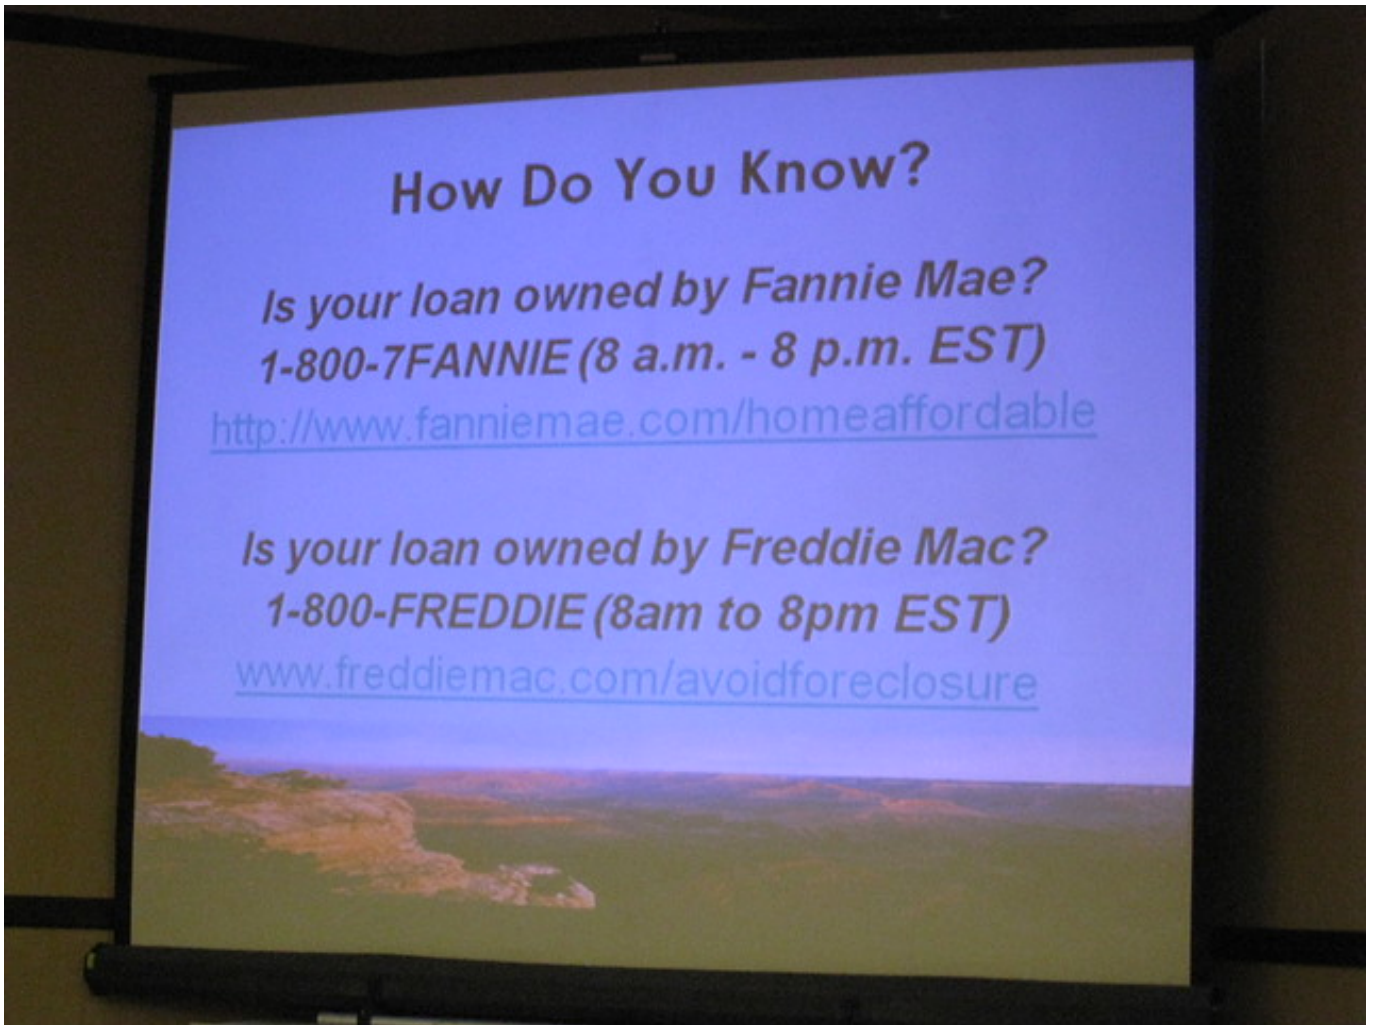 How Do You Know?
Is your loan owned by Fannie Mae?
1-800-7FANNIE (8 a.m. - 8 p.m. EST)
http://www.fanniemae.com/homeaffordable
Is your loan owned by Freddie Mac?
1-800-FREDDIE (8am to 8pm EST)
www.freddiemac.com/avoidforeclosure